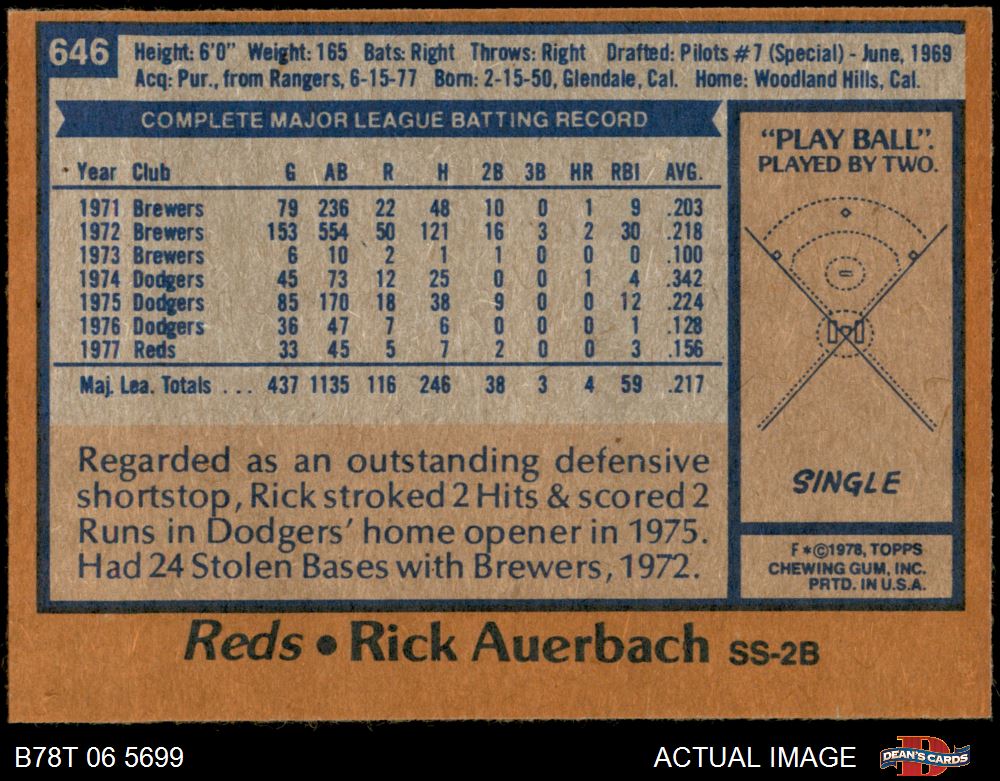 646
Height: 6'0" Weight: 165 Bats: Right Throws: Right Drafted: Pilots #7 (Special) - June, 1969
Acq: Pur., from Rangers, 6-15-77 Born: 2-15-50, Glendale, Cal. Home: Woodland Hills, Cal.
COMPLETE MAJOR LEAGUE BATTING RECORD
Year Club G AB R H 2B 3B HR RBI AVG.
1971 Brewers 79 236 22 48 10 0 1 9 .203
1972 Brewers 153 554 50 121 16 3 2 30 .218
1973 Brewers 6 10 2 1 1 0 0 0 .100
1974 Dodgers 45 73 12 25 0 0 1 4 .342
1975 Dodgers 85 170 18 38 9 0 0 12 .224
1976 Dodgers 36 47 7 6 0 0 0 1 .128
1977 Reds 33 45 5 7 2 0 0 3 .156
Maj. Lea. Totals . . . 437 1135 116 246 38 3 4 59 .217
Regarded as an outstanding defensive
shortstop, Rick stroked 2 Hits & scored 2
Runs in Dodgers' home opener in 1975.
Had 24 Stolen Bases with Brewers, 1972.
"PLAY BALL".
PLAYED BY TWO.
SINGLE
F*©1978, TOPPS
CHEWING GUM, INC.
PRTD. IN U.S.A.
Reds • Rick Auerbach SS-2B
B78T 06 5699
ACTUAL IMAGE
DEAN'S CARDS